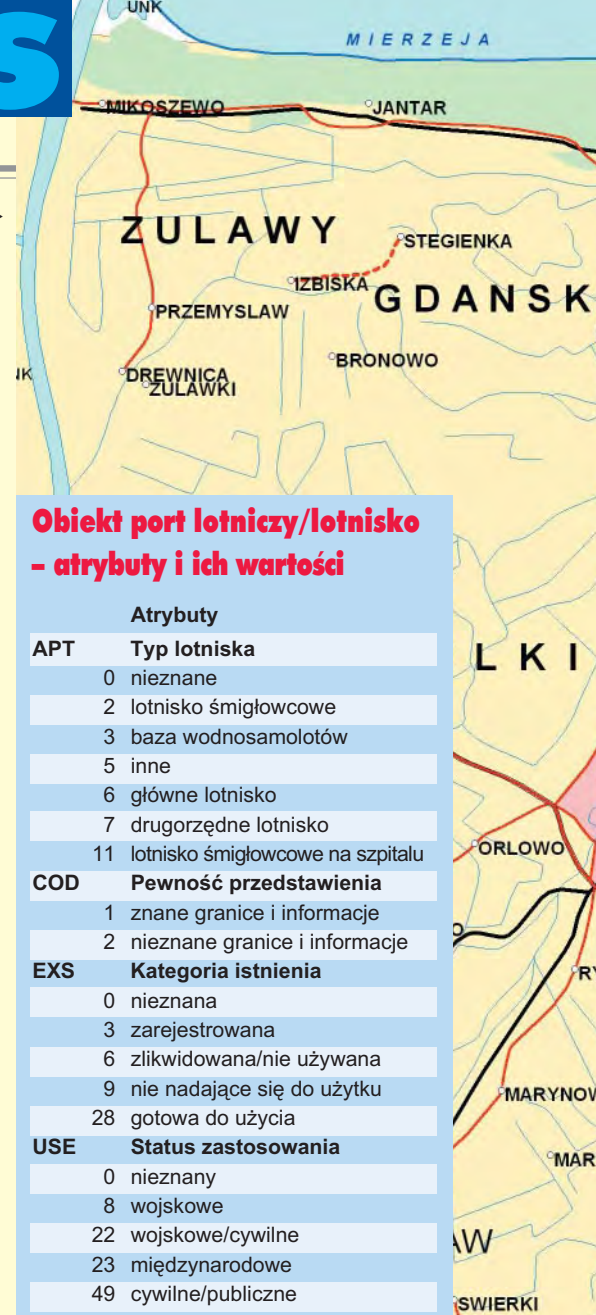 S
UNK
MIERZEJA
MIKOSZEWO
JANTAR
ZULAWY
STEGIENKA
IZBISKA
GDANSK
PRZEMYSLAW
BRONOWO
DREWNICA
ZULAWKI
Obiekt port lotniczy/lotnisko
– atrybuty i ich wartości
Atrybuty
APT Typ lotniska
0 nieznane
2 lotnisko śmigłowcowe
3 baza wodnosamolotów
5 inne
6 główne lotnisko
7 drugorzędne lotnisko
11 lotnisko śmigłowcowe na szpitalu
COD Pewność przedstawienia
1 znane granice i informacje
2 nieznane granice i informacje
EXS Kategoria istnienia
0 nieznana
3 zarejestrowana
6 zlikwidowana/nie używana
9 nie nadające się do użytku
28 gotowa do użycia
USE Status zastosowania
0 nieznany
8 wojskowe
22 wojskowe/cywilne
23 międzynarodowe
49 cywilne/publiczne
LKI
ORLOWO
RY
MARYNOW
MAR
AW
SWIERKI